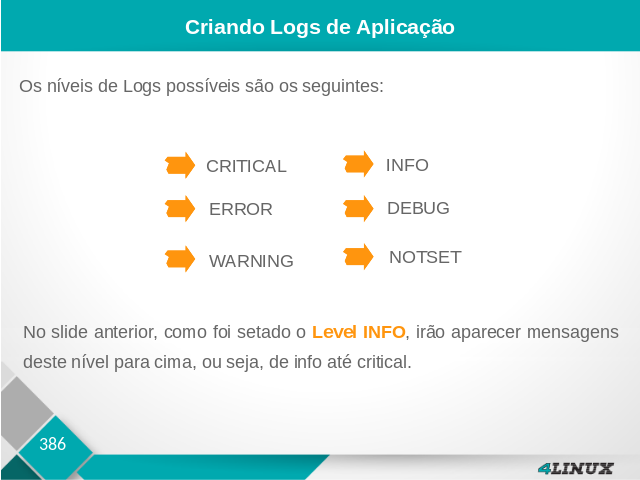 Criando Logs de Aplicação
Os níveis de Logs possíveis são os seguintes:
CRITICAL
INFO
ERROR
DEBUG
WARNING
NOTSET
No slide anterior, como foi setado o Level INFO, irão aparecer mensagens
deste nível para cima, ou seja, de info até critical.
386
4LINUX